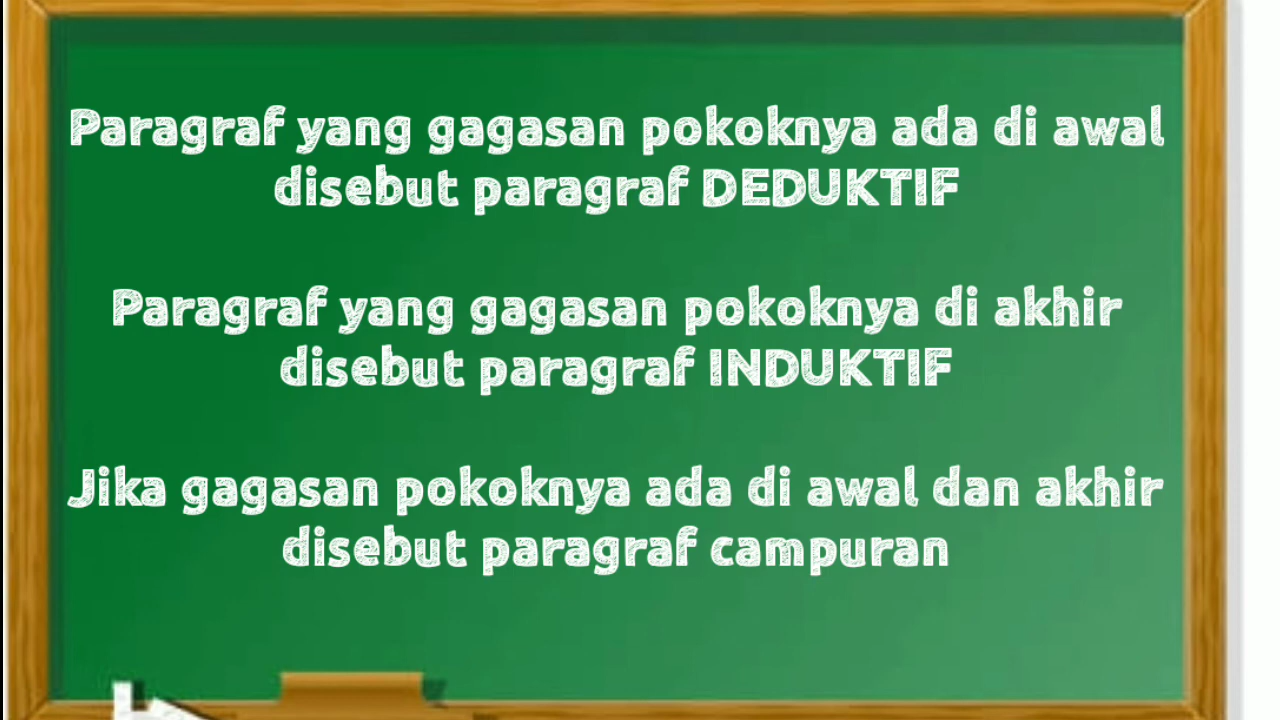 Paragraf yang gagasan pokoknya ada di awal
disebut paragraf DEDUKTIF
Paragraf yang gagasan pokoknya di akhir
disebut paragraf INDUKTIF
Jika gagasan pokoknya ada di awal dan akhir
disebut paragraf campuran